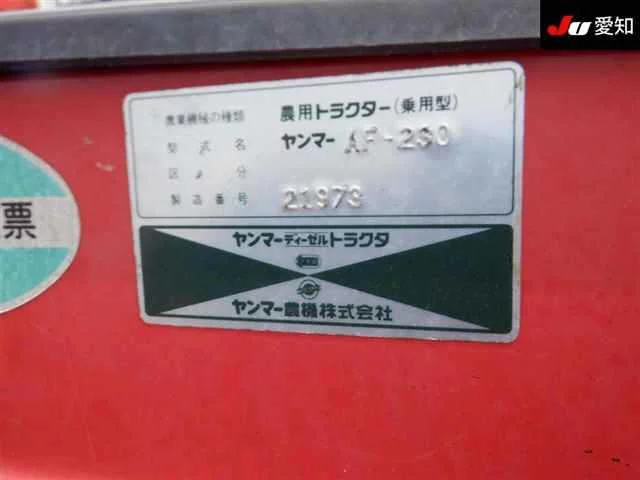 JU 愛知
農業機械の種類 農用トラクター(乗用型)
型式名 ヤンマー AF-230
区分
製造番号 21973
ヤンマーディーゼルトラクタ
ヤンマー農機株式会社
票